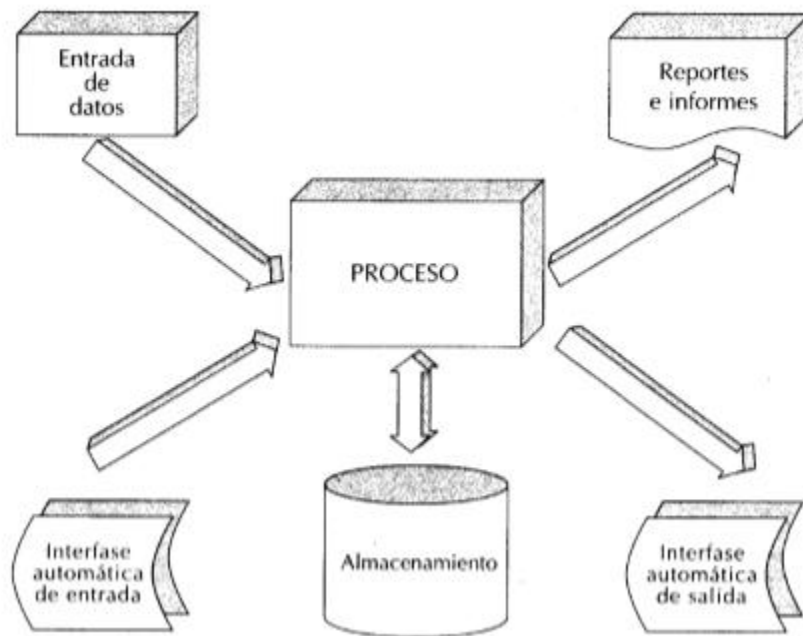 Entrada
de
datos
Reportes
e informes
PROCESO
Interfase
automática
de entrada
Almacenamiento
Interfase
automática
de salida